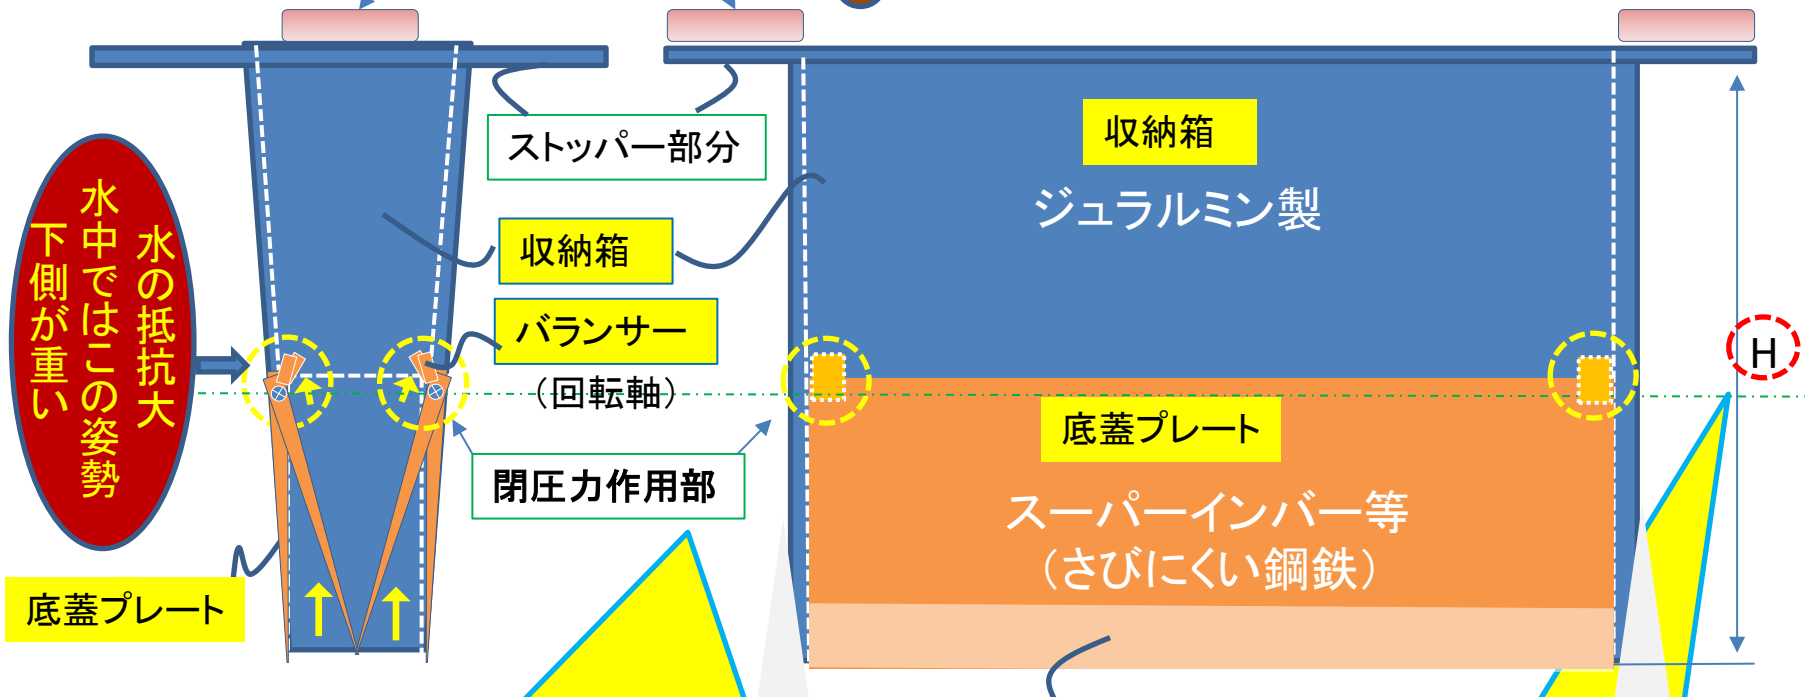 ストッパー部分
収納箱
ジュラルミン製
水の抵抗大
水中ではこの姿勢
下側が重い
収納箱
バランサー
（回転軸）
H
底蓋プレート
閉圧力作用部
スーパーインバー等
（さびにくい鋼鉄）
底蓋プレート